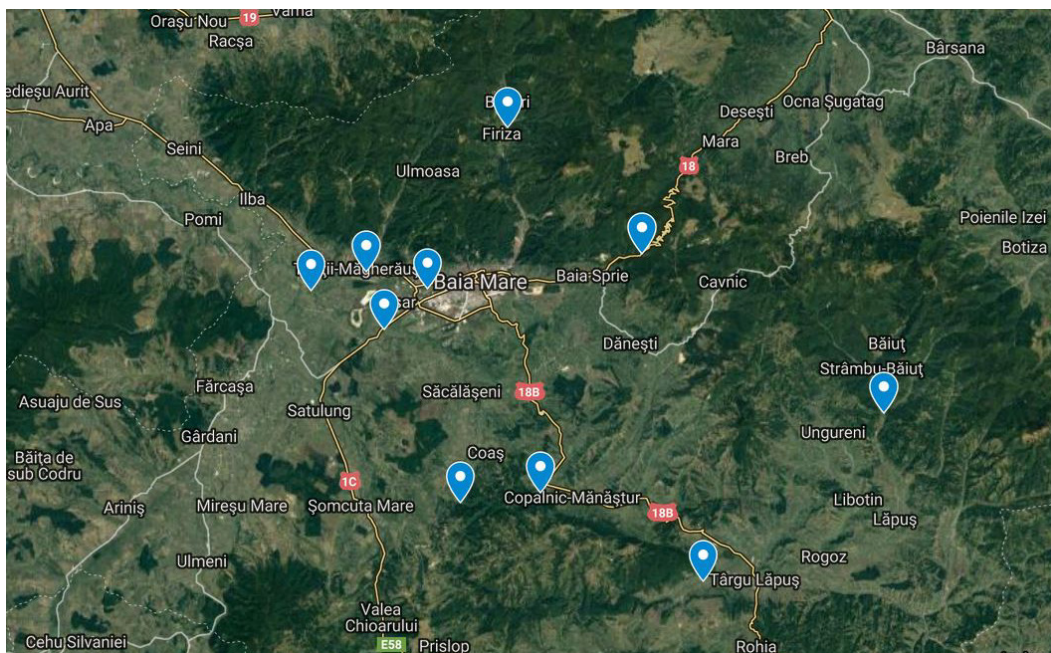 Vama
Orașu Nou
19
Racșa
Bârsana
Ocna Șugatag
Apa
Firiza
Desești
Seini
Mara
Breb
18
Ulmoasa
Ilba
Pomi
Poienile Izei
Botiza
Baia Mare
Baia-Sprie
Cavnic
Dănești
Băiuț
Strâmbu-Băiuț
Fărcașa
Săcălășeni
18B
Asuaju de Sus
Satulung
Gârdani
Ungureni
Coaș
Băița de
sub Codru
1C
Copalnic-Mănăștur
Libotin
Ariniș
Mireșu Mare
Șomcuta Mare
18B
Lăpuș
Ulmeni
Rogoz
Târgu Lăpuș
Valea
Chioarului
Cehu Silvaniei
E58
Prislop
Rohia